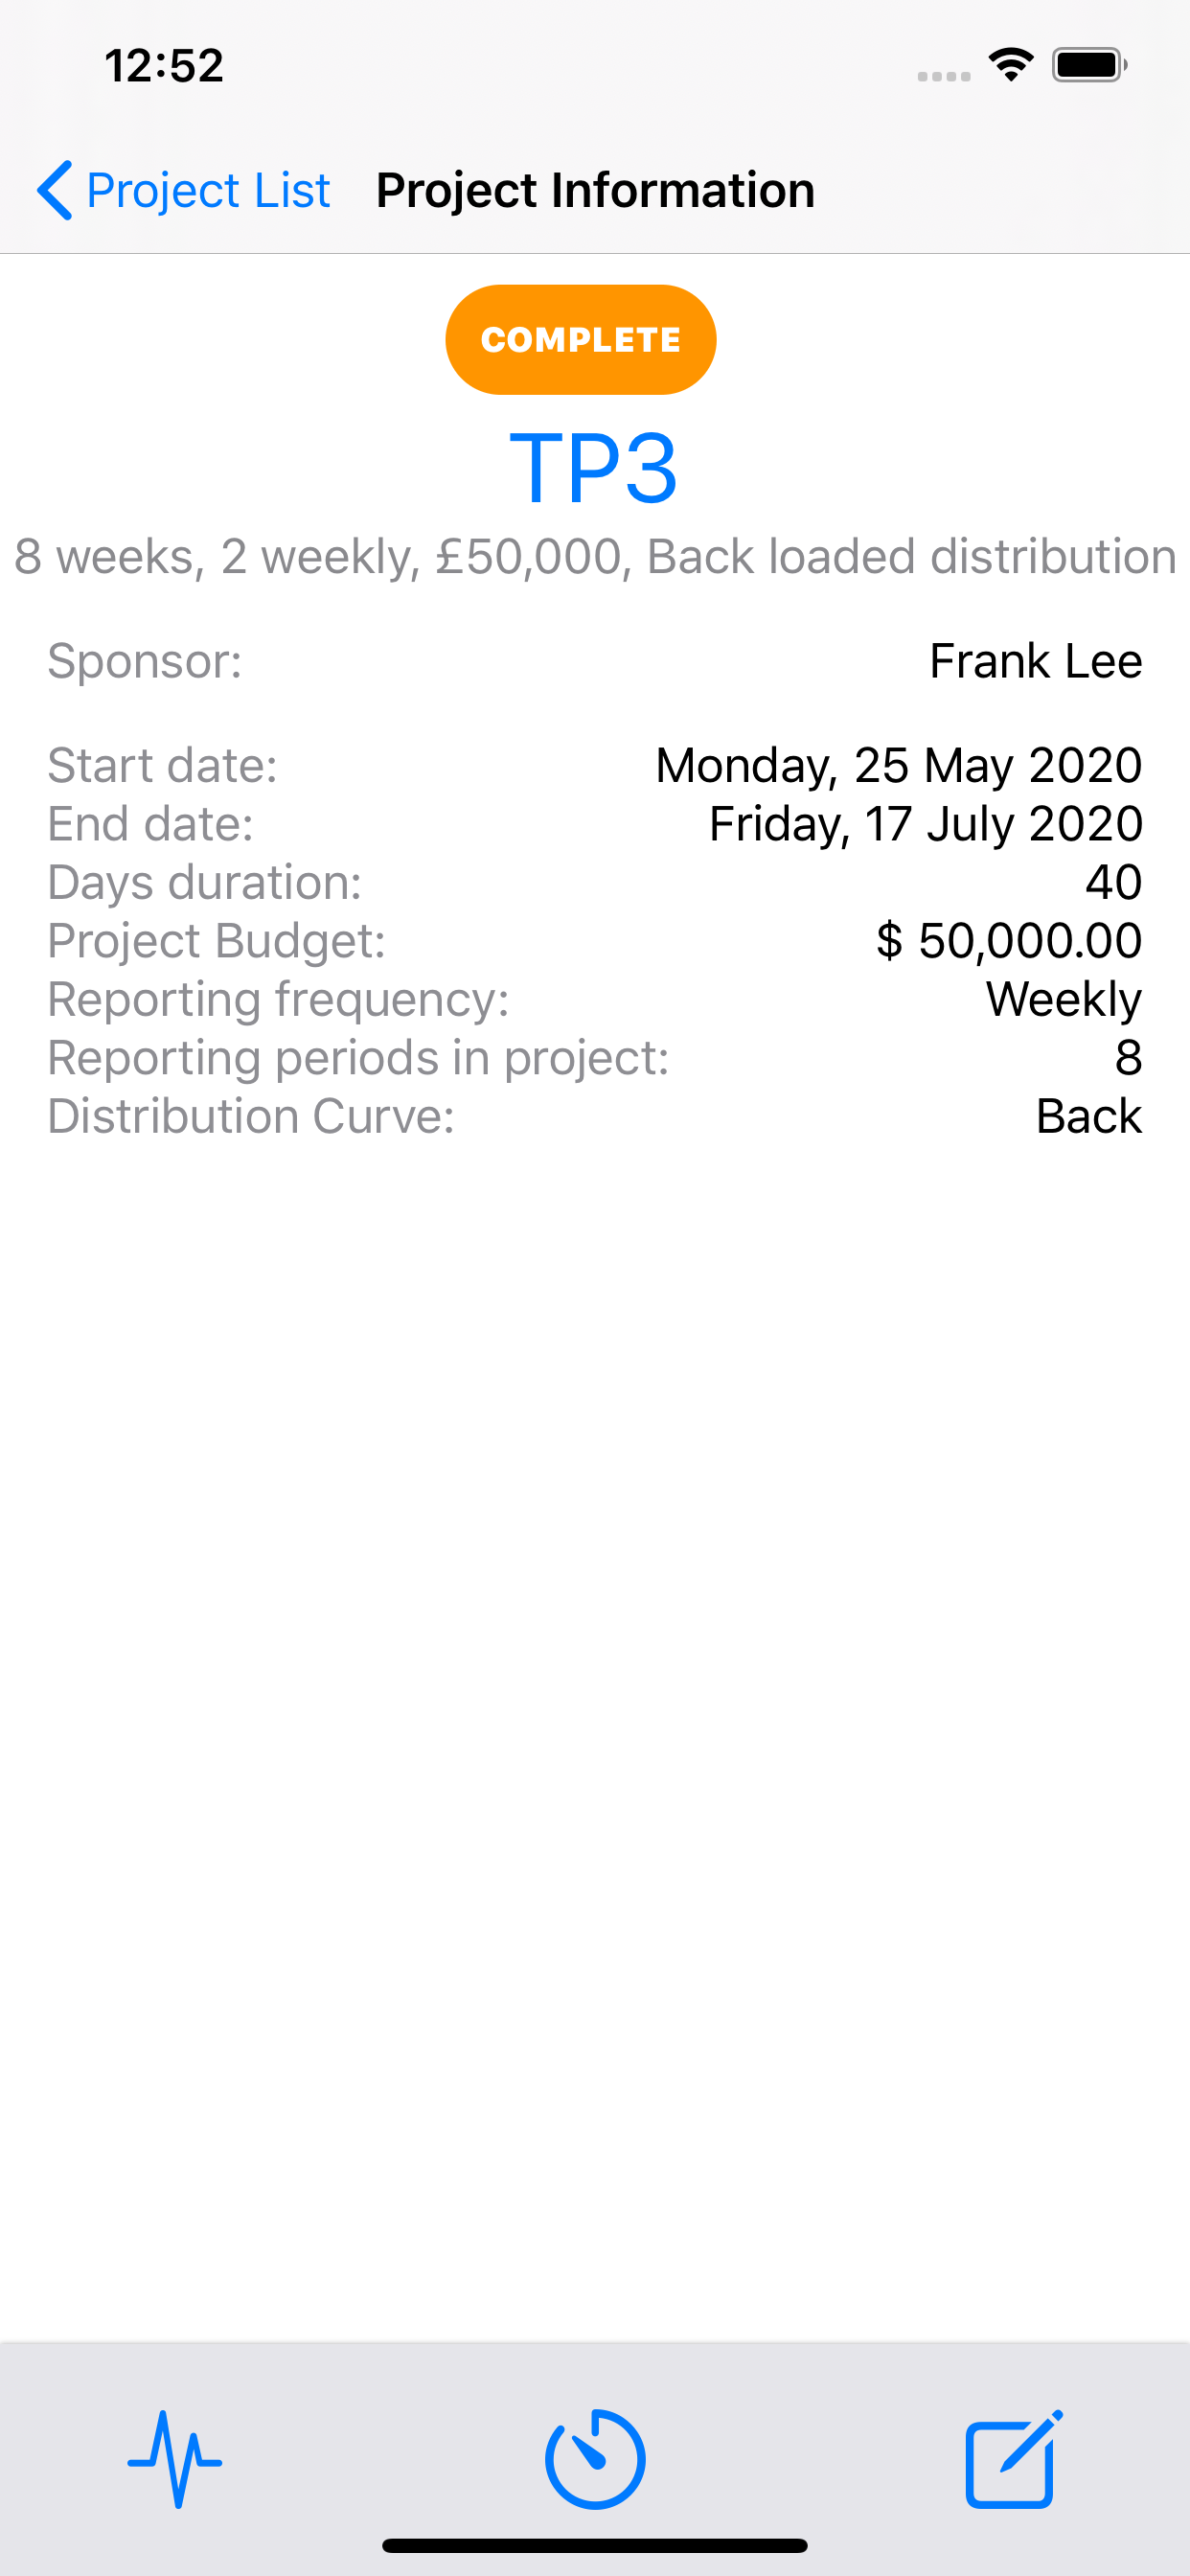 12:52
Project List Project Information
COMPLETE
TP3
8 weeks, 2 weekly, £50,000, Back loaded distribution
Sponsor: Frank Lee
Start date: Monday, 25 May 2020
End date: Friday, 17 July 2020
Days duration: 40
Project Budget: $ 50,000.00
Reporting frequency: Weekly
Reporting periods in project: 8
Distribution Curve: Back